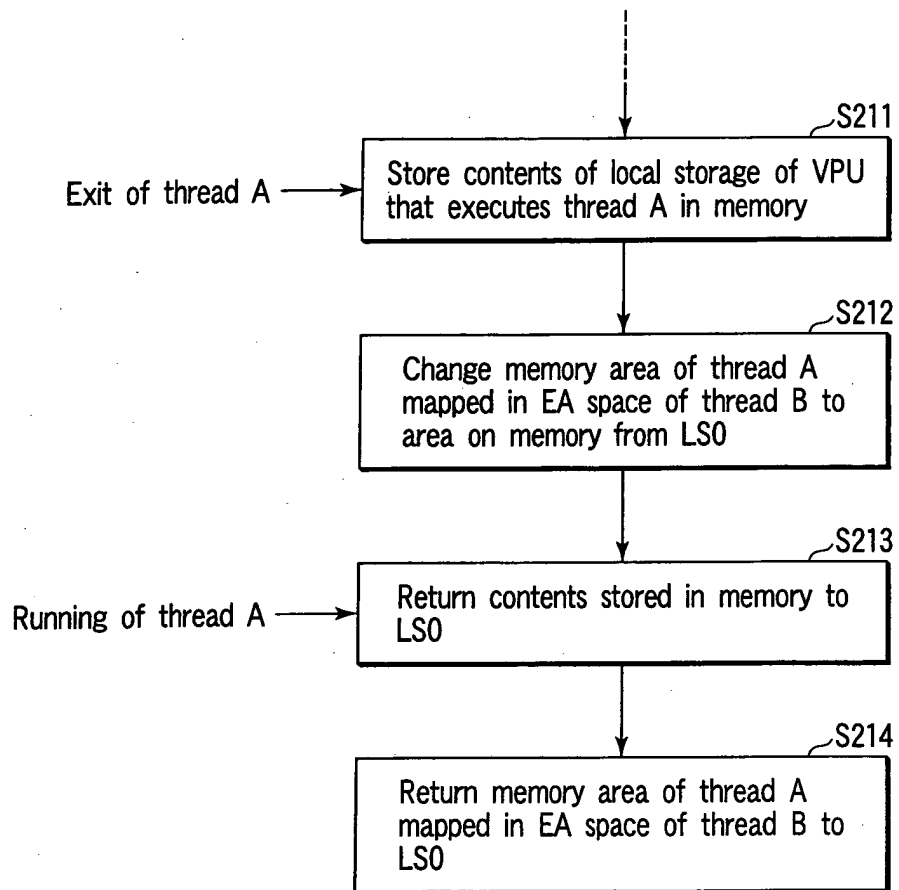 S211
Exit of thread A
Store contents of local storage of VPU
that executes thread A in memory
S212
Change memory area of thread A
mapped in EA space of thread B to
area on memory from LS0
S213
Running of thread A
Return contents stored in memory to
LS0
S214
Return memory area of thread A
mapped in EA space of thread B to
LS0